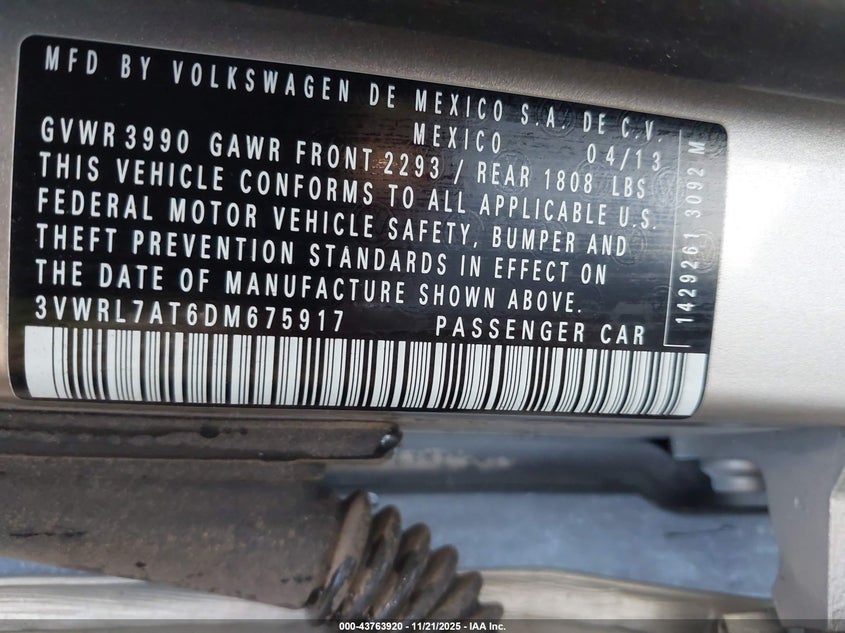 MFD BY VOLKSWAGEN DE MEXICO S.A. DE C.V.
MEXICO 04/13
GVWR 3990 GAWR FRONT 2293 / REAR 1808 LBS
THIS VEHICLE CONFORMS TO ALL APPLICABLE U.S.
FEDERAL MOTOR VEHICLE SAFETY, BUMPER AND
THEFT PREVENTION STANDARDS IN EFFECT ON
THE DATE OF MANUFACTURE SHOWN ABOVE.
3VWRL7AT6DM675917 PASSENGER CAR
1429261 3092 M
000-43763920 - 11/21/2025 - IAA Inc.